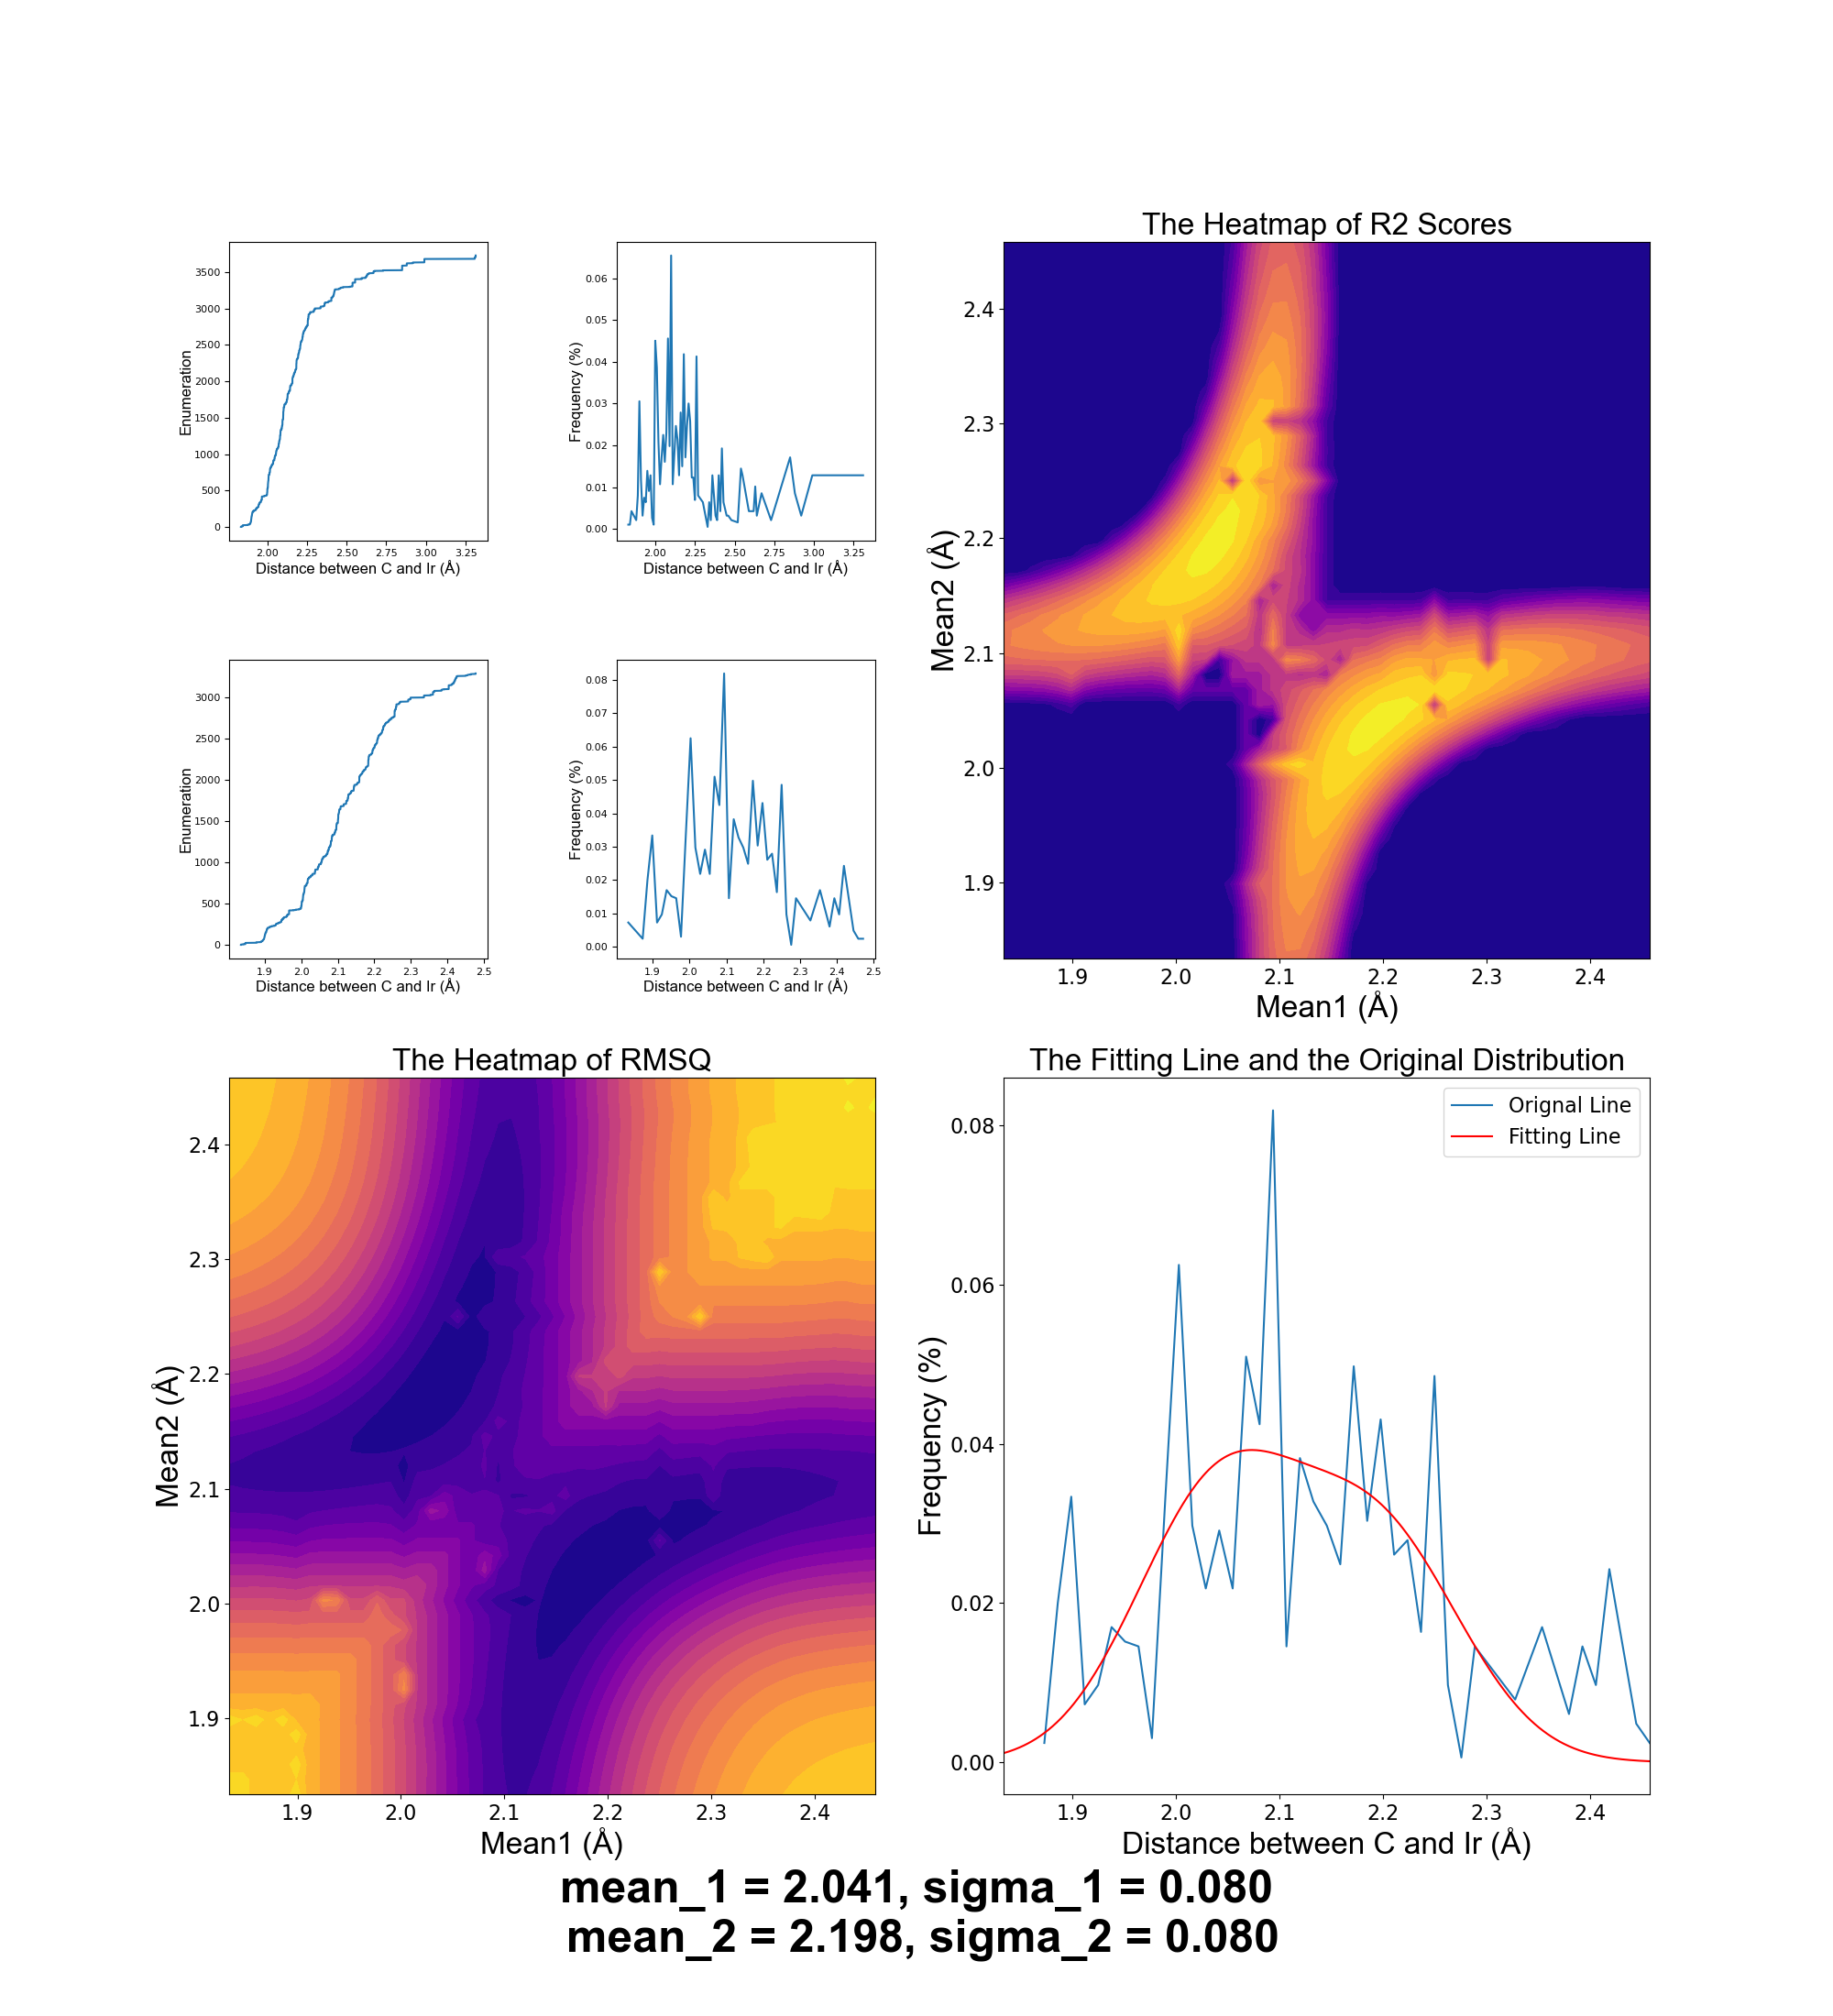 3500
3000
2500
2000
1500
1000
500
0
Enumeration
2.00 2.25 2.50 2.75 3.00 3.25
Distance between C and Ir (Å)
0.06
0.05
0.04
0.03
0.02
0.01
0.00
Frequency (%)
2.00 2.25 2.50 2.75 3.00 3.25
Distance between C and Ir (Å)
3000
2500
2000
1500
1000
500
0
Enumeration
1.9 2.0 2.1 2.2 2.3 2.4 2.5
Distance between C and Ir (Å)
0.08
0.07
0.06
0.05
0.04
0.03
0.02
0.01
0.00
Frequency (%)
1.9 2.0 2.1 2.2 2.3 2.4 2.5
Distance between C and Ir (Å)
The Heatmap of R2 Scores
2.4
2.3
2.2
2.1
2.0
1.9
Mean2 (Å)
1.9 2.0 2.1 2.2 2.3 2.4
Mean1 (Å)
The Heatmap of RMSQ
2.4
2.3
2.2
2.1
2.0
1.9
Mean2 (Å)
1.9 2.0 2.1 2.2 2.3 2.4
Mean1 (Å)
The Fitting Line and the Original Distribution
Orignal Line
Fitting Line
0.08
0.06
0.04
0.02
0.00
Frequency (%)
1.9 2.0 2.1 2.2 2.3 2.4
Distance between C and Ir (Å)
mean_1 = 2.041, sigma_1 = 0.080
mean_2 = 2.198, sigma_2 = 0.080